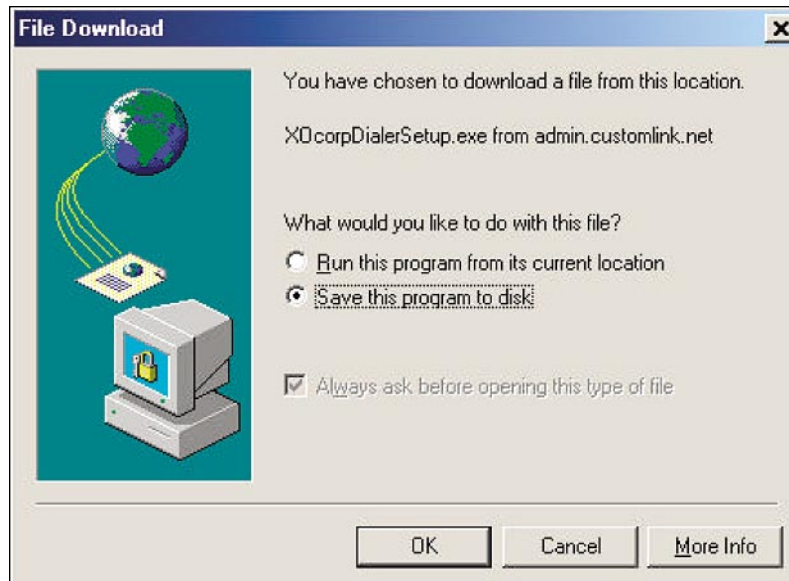 File Download
You have chosen to download a file from this location.
XOcorpDialerSetup.exe from admin.customlink.net
What would you like to do with this file?
Run this program from its current location
Save this program to disk
Always ask before opening this type of file
OK
Cancel
More Info